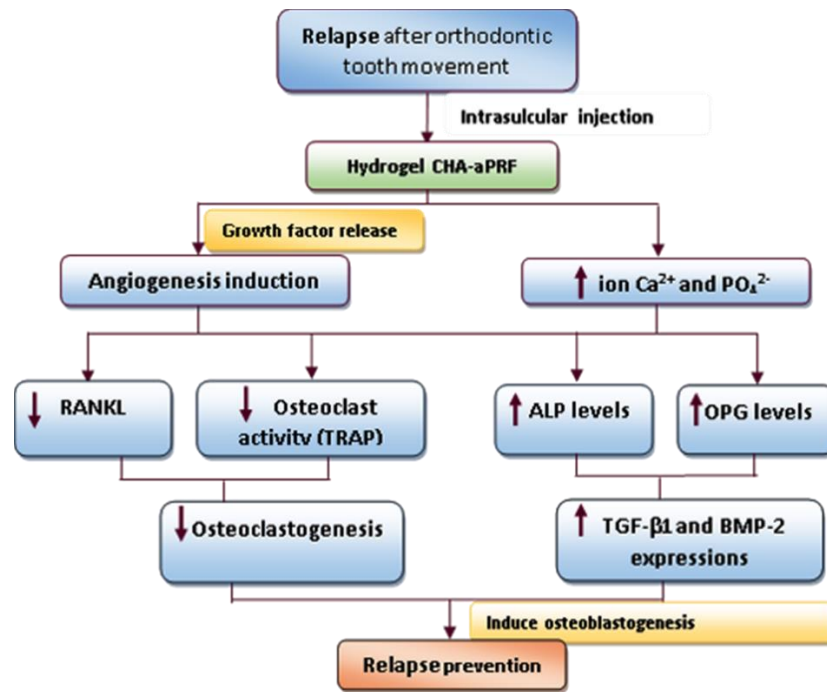 Relapse after orthodontic
tooth movement
Intrasulcular injection
Hydrogel CHA-aPRF
Growth factor release
Angiogenesis induction
↑ ion Ca²⁺ and PO₄²⁻
↓ RANKL
↓ Osteoclast
activity (TRAP)
↑ ALP levels
↑ OPG levels
↓ Osteoclastogenesis
↑ TGF-β1 and BMP-2
expressions
Induce osteoblastogenesis
Relapse prevention